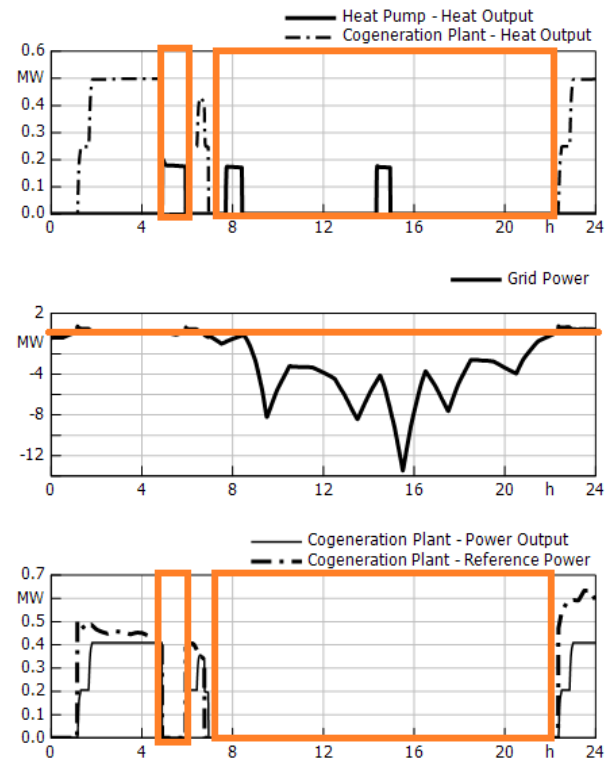 Heat Pump - Heat Output
Cogeneration Plant - Heat Output
0.6
MW
0.4
0.3
0.2
0.1
0.0
0 4 8 12 16 20 h 24
Grid Power
2
MW
-4
-8
-12
0 4 8 12 16 20 h 24
Cogeneration Plant - Power Output
Cogeneration Plant - Reference Power
0.7
MW
0.5
0.4
0.3
0.2
0.1
0.0
0 4 8 12 16 20 h 24